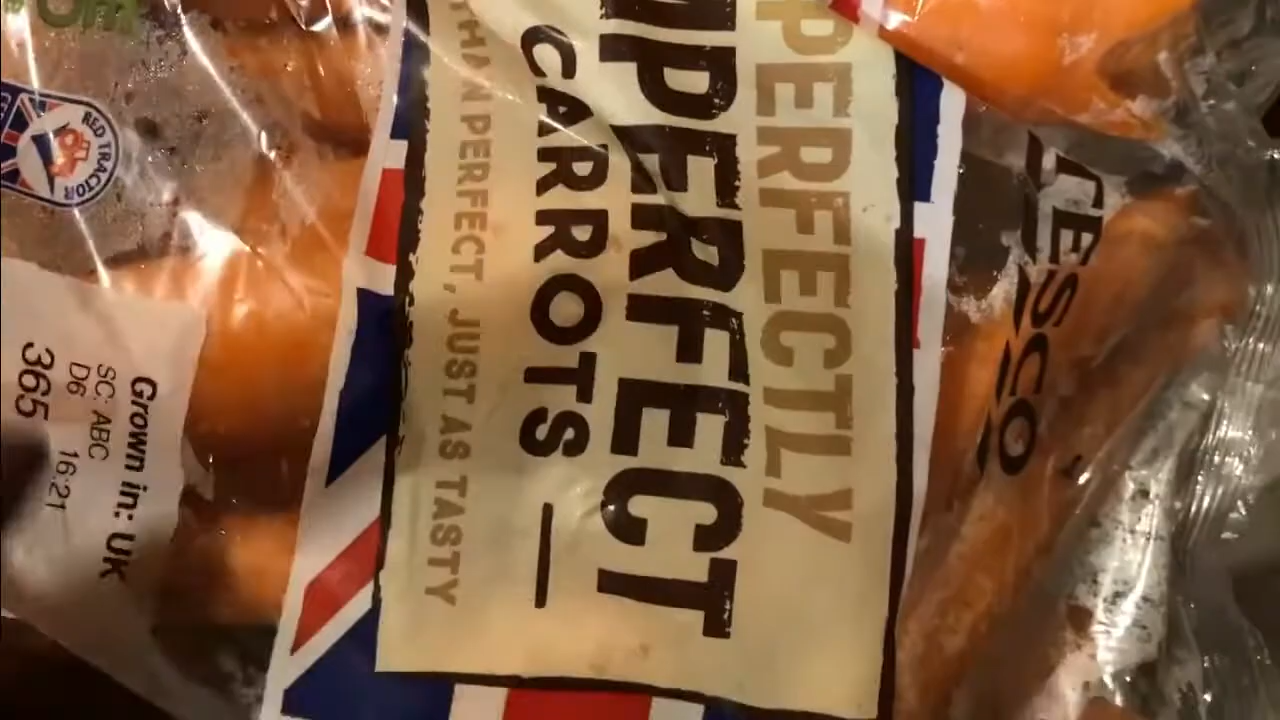 TESCO
PERFECTLY
MPERFECT
CARROTS
THAN PERFECT, JUST AS TASTY
RED TRACTOR
Grown in: UK
SC: ABC
D6 16:21
365